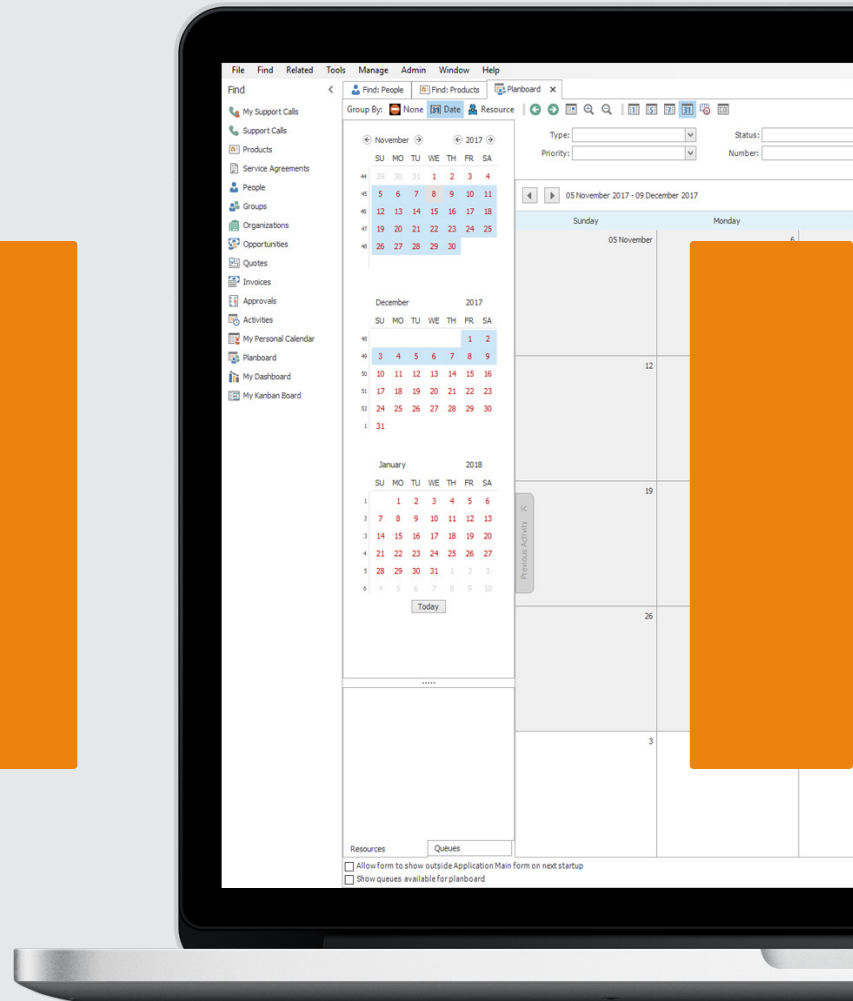 File Find Related Tools Manage Admin Window Help
Find
My Support Calls
Support Calls
Products
Service Agreements
People
Groups
Organizations
Opportunities
Quotes
Invoices
Approvals
Activities
My Personal Calendar
Planboard
My Dashboard
My Kanban Board
Find: People Find: Products Planboard
Group By: None Date Resource
Type: Status:
Priority: Number:
November 2017
SU MO TU WE TH FR SA
44 29 30 31 1 2 3 4
45 5 6 7 8 9 10 11
46 12 13 14 15 16 17 18
47 19 20 21 22 23 24 25
48 26 27 28 29 30
December 2017
SU MO TU WE TH FR SA
48 1 2
49 3 4 5 6 7 8 9
50 10 11 12 13 14 15 16
51 17 18 19 20 21 22 23
52 24 25 26 27 28 29 30
1 31
January 2018
SU MO TU WE TH FR SA
1 1 2 3 4 5 6
2 7 8 9 10 11 12 13
3 14 15 16 17 18 19 20
4 21 22 23 24 25 26 27
5 28 29 30 31 1 2 3
6 4 5 6 7 8 9 10
Today
05 November 2017 - 09 December 2017
Sunday Monday
05 November
12
19
26
3
Previous Activity
Resources Queues
Allow form to show outside Application Main form on next startup
Show queues available for planboard